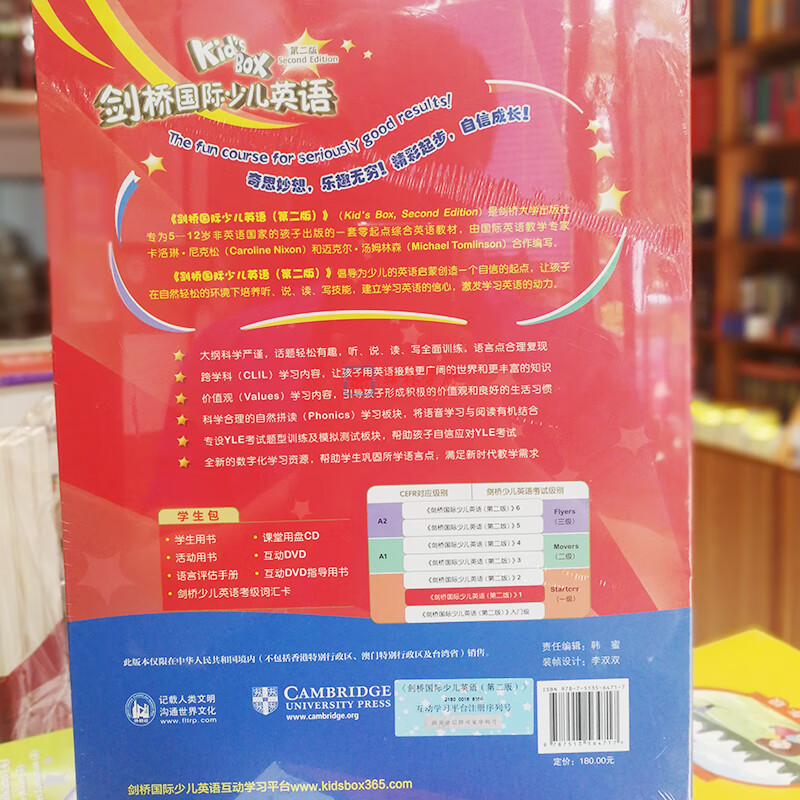 Kid's BOX
第二版
Second Edition
剑桥国际少儿英语
The fun course for seriously good results!
奇思妙想，乐趣无穷！精彩起步，自信成长！
《剑桥国际少儿英语（第二版）》（Kid's Box, Second Edition）是剑桥大学出版社
专为5—12岁非英语国家的孩子出版的一套零起点综合英语教材，由国际英语教学专家
卡洛琳·尼克松（Caroline Nixon）和迈克尔·汤姆林森（Michael Tomlinson）合作编写。
《剑桥国际少儿英语（第二版）》倡导为少儿的英语启蒙创造一个自信的起点，让孩子
在自然轻松的环境下培养听、说、读、写技能，建立学习英语的信心，激发学习英语的动力。
大纲科学严谨，话题轻松有趣，听、说、读、写全面训练，语言点合理复现
跨学科（CLIL）学习内容，让孩子用英语接触更广阔的世界和更丰富的知识
价值观（Values）学习内容，引导孩子形成积极的价值观和良好的生活习惯
科学合理的自然拼读（Phonics）学习板块，将语音学习与阅读有机结合
专设YLE考试题型训练及模拟测试板块，帮助孩子自信应对YLE考试
全新的数字化学习资源，帮助学生巩固所学语言点，满足新时代教学需求
学生包
学生用书
课堂用盘CD
活动用书
互动DVD
语言评估手册
互动DVD指导用书
剑桥少儿英语考级词汇卡
CEFR对应级别
剑桥少儿英语考试级别
A2
《剑桥国际少儿英语（第二版）》6
《剑桥国际少儿英语（第二版）》5
Flyers
（三级）
A1
《剑桥国际少儿英语（第二版）》4
《剑桥国际少儿英语（第二版）》3
Movers
（二级）
《剑桥国际少儿英语（第二版）》2
《剑桥国际少儿英语（第二版）》1
《剑桥国际少儿英语（第二版）》入门级
Starters
（一级）
此版本仅限在中华人民共和国境内（不包括香港特别行政区、澳门特别行政区及台湾省）销售。
责任编辑：韩 蜜
装帧设计：李双双
记载人类文明
沟通世界文化
www.fltrp.com
CAMBRIDGE
UNIVERSITY PRESS
www.cambridge.org
《剑桥国际少儿英语（第二版）》
互动学习平台注册序列号
ISBN 978-7-5135-8471-7
9 787513 584717
定价：180.00元
剑桥国际少儿英语互动学习平台www.kidsbox365.com